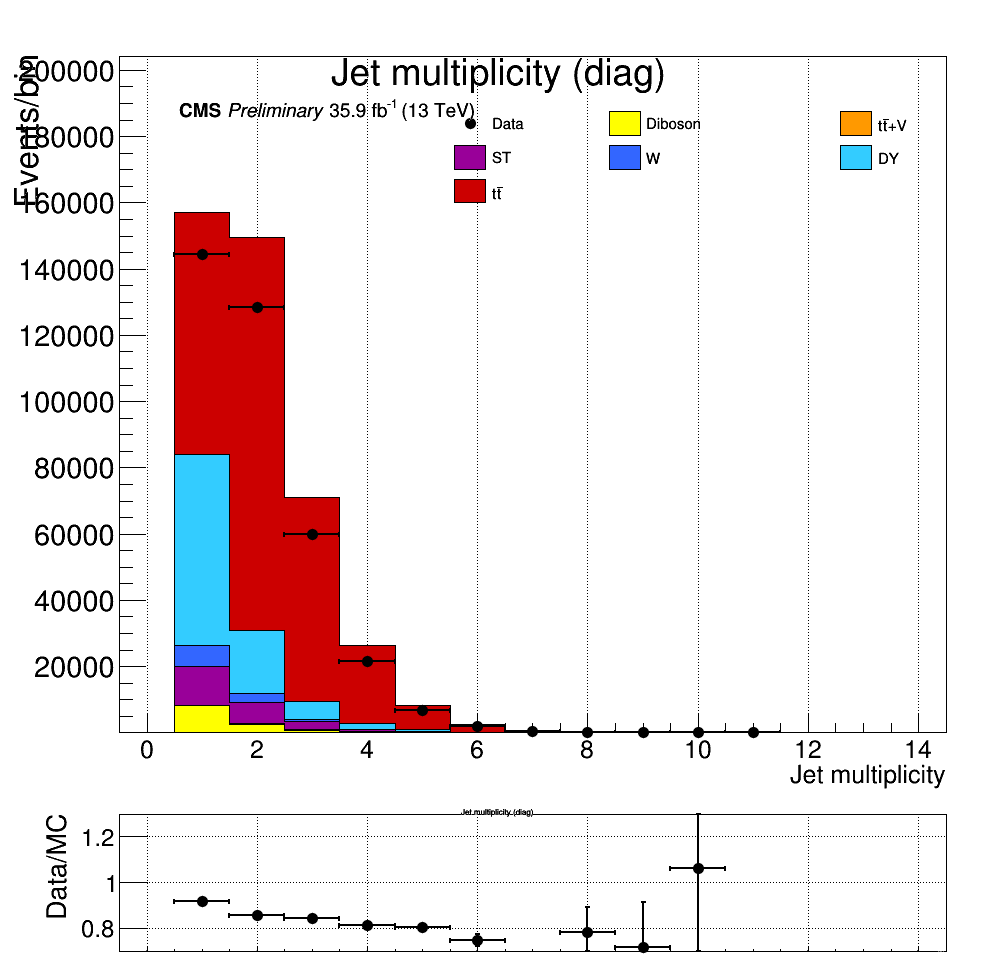 Jet multiplicity (diag)
CMS Preliminary 35.9 fb⁻¹ (13 TeV)
Events/bin
200000
180000
160000
140000
120000
100000
80000
60000
40000
20000
Data
Diboson
tt̄+V
ST
W
DY
tt̄
0 2 4 6 8 10 12 14
Jet multiplicity
Jet multiplicity (diag)
Data/MC
1.2
1
0.8